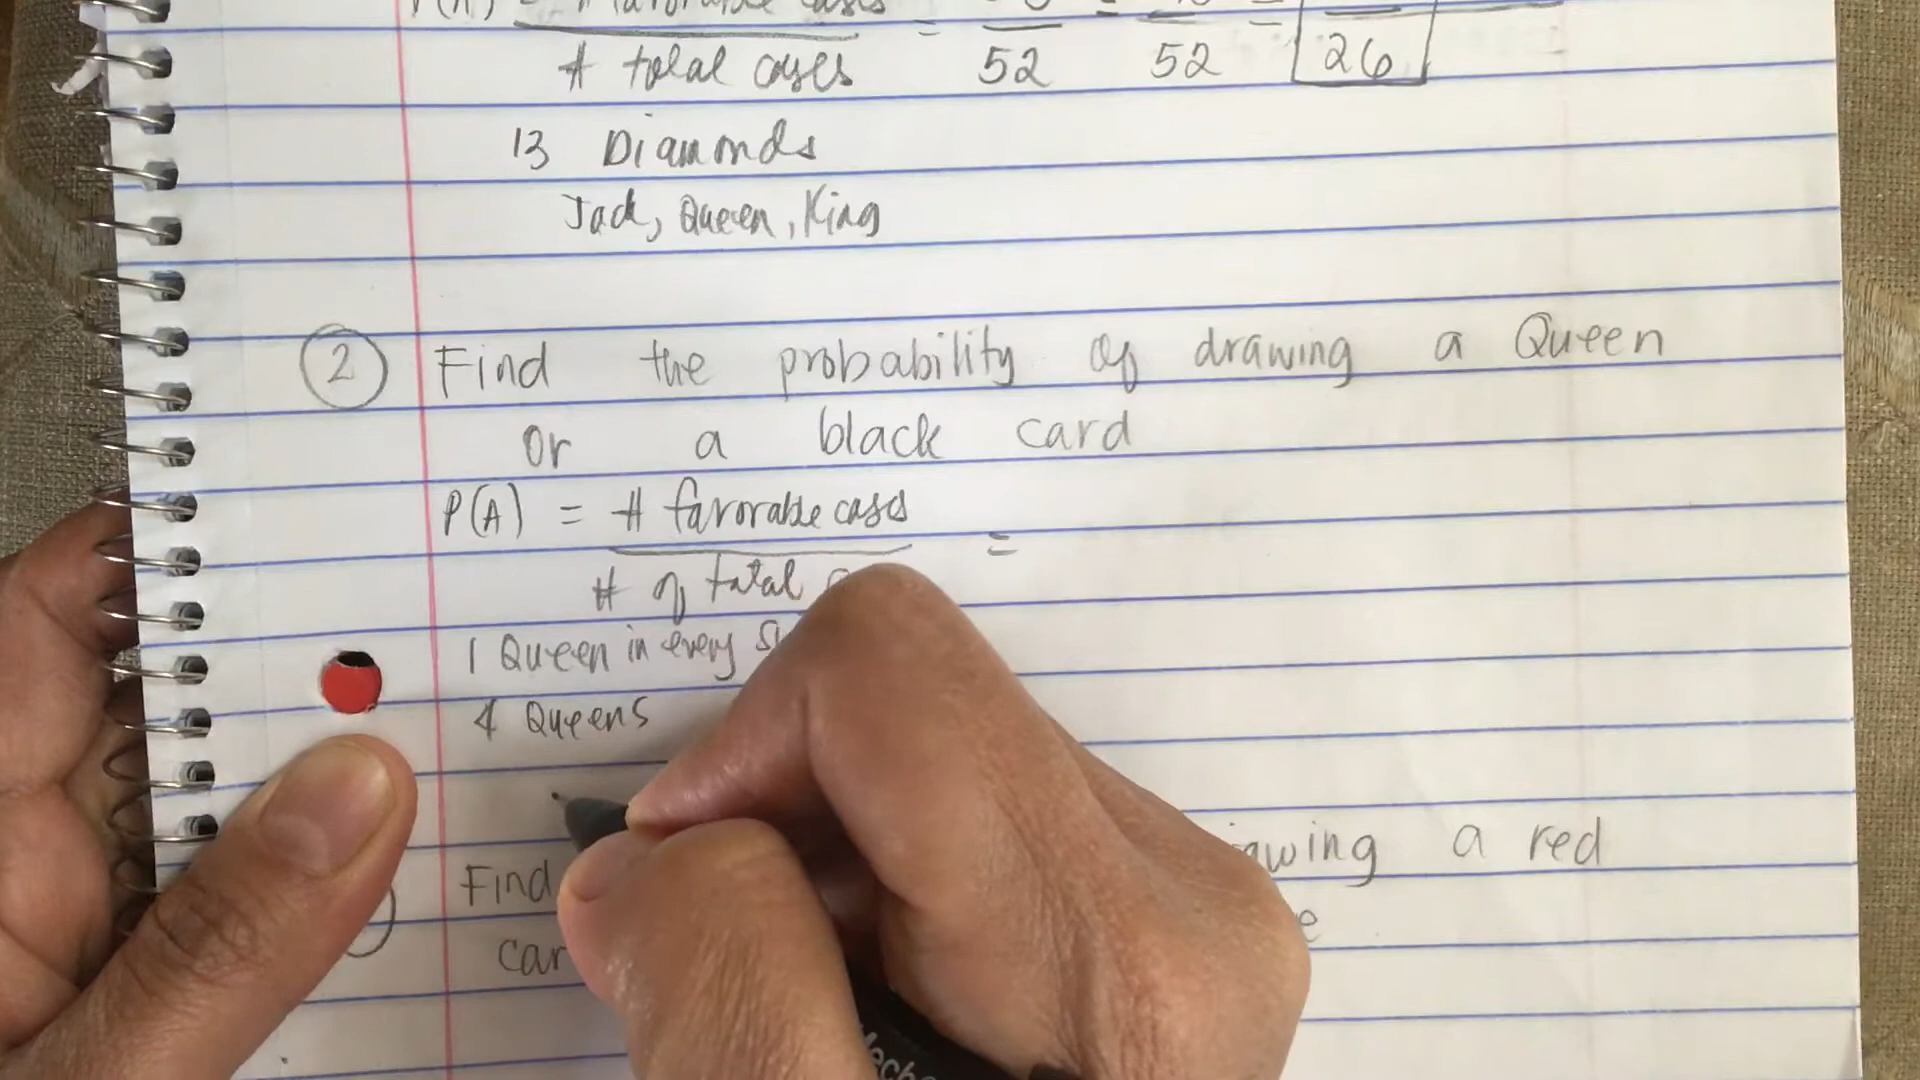 # total cases = 52 52 = 26
13 Diamonds
Jack, Queen, King
2 Find the probability of drawing a Queen
or a black card
P(A) = # favorable cases =
# of total
1 Queen in every
4 Queens
Find a red
car